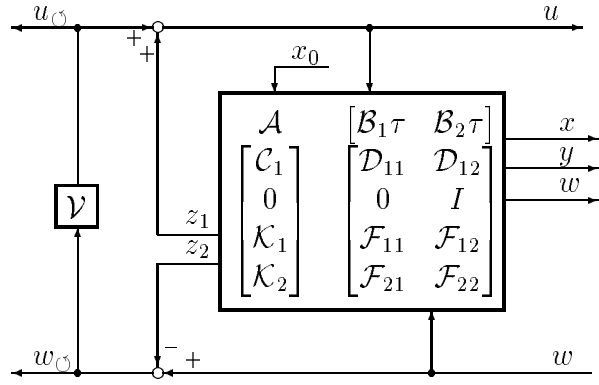 u↺ u
+
+
x₀
𝒜 [ℬ₁τ ℬ₂τ]
x
[𝒞₁ [𝒟₁₁ 𝒟₁₂]
y
0 0 I
w
𝒱
z₁
𝒦₁ ℱ₁₁ ℱ₁₂
z₂
𝒦₂] ℱ₂₁ ℱ₂₂]
− +
w↺ w